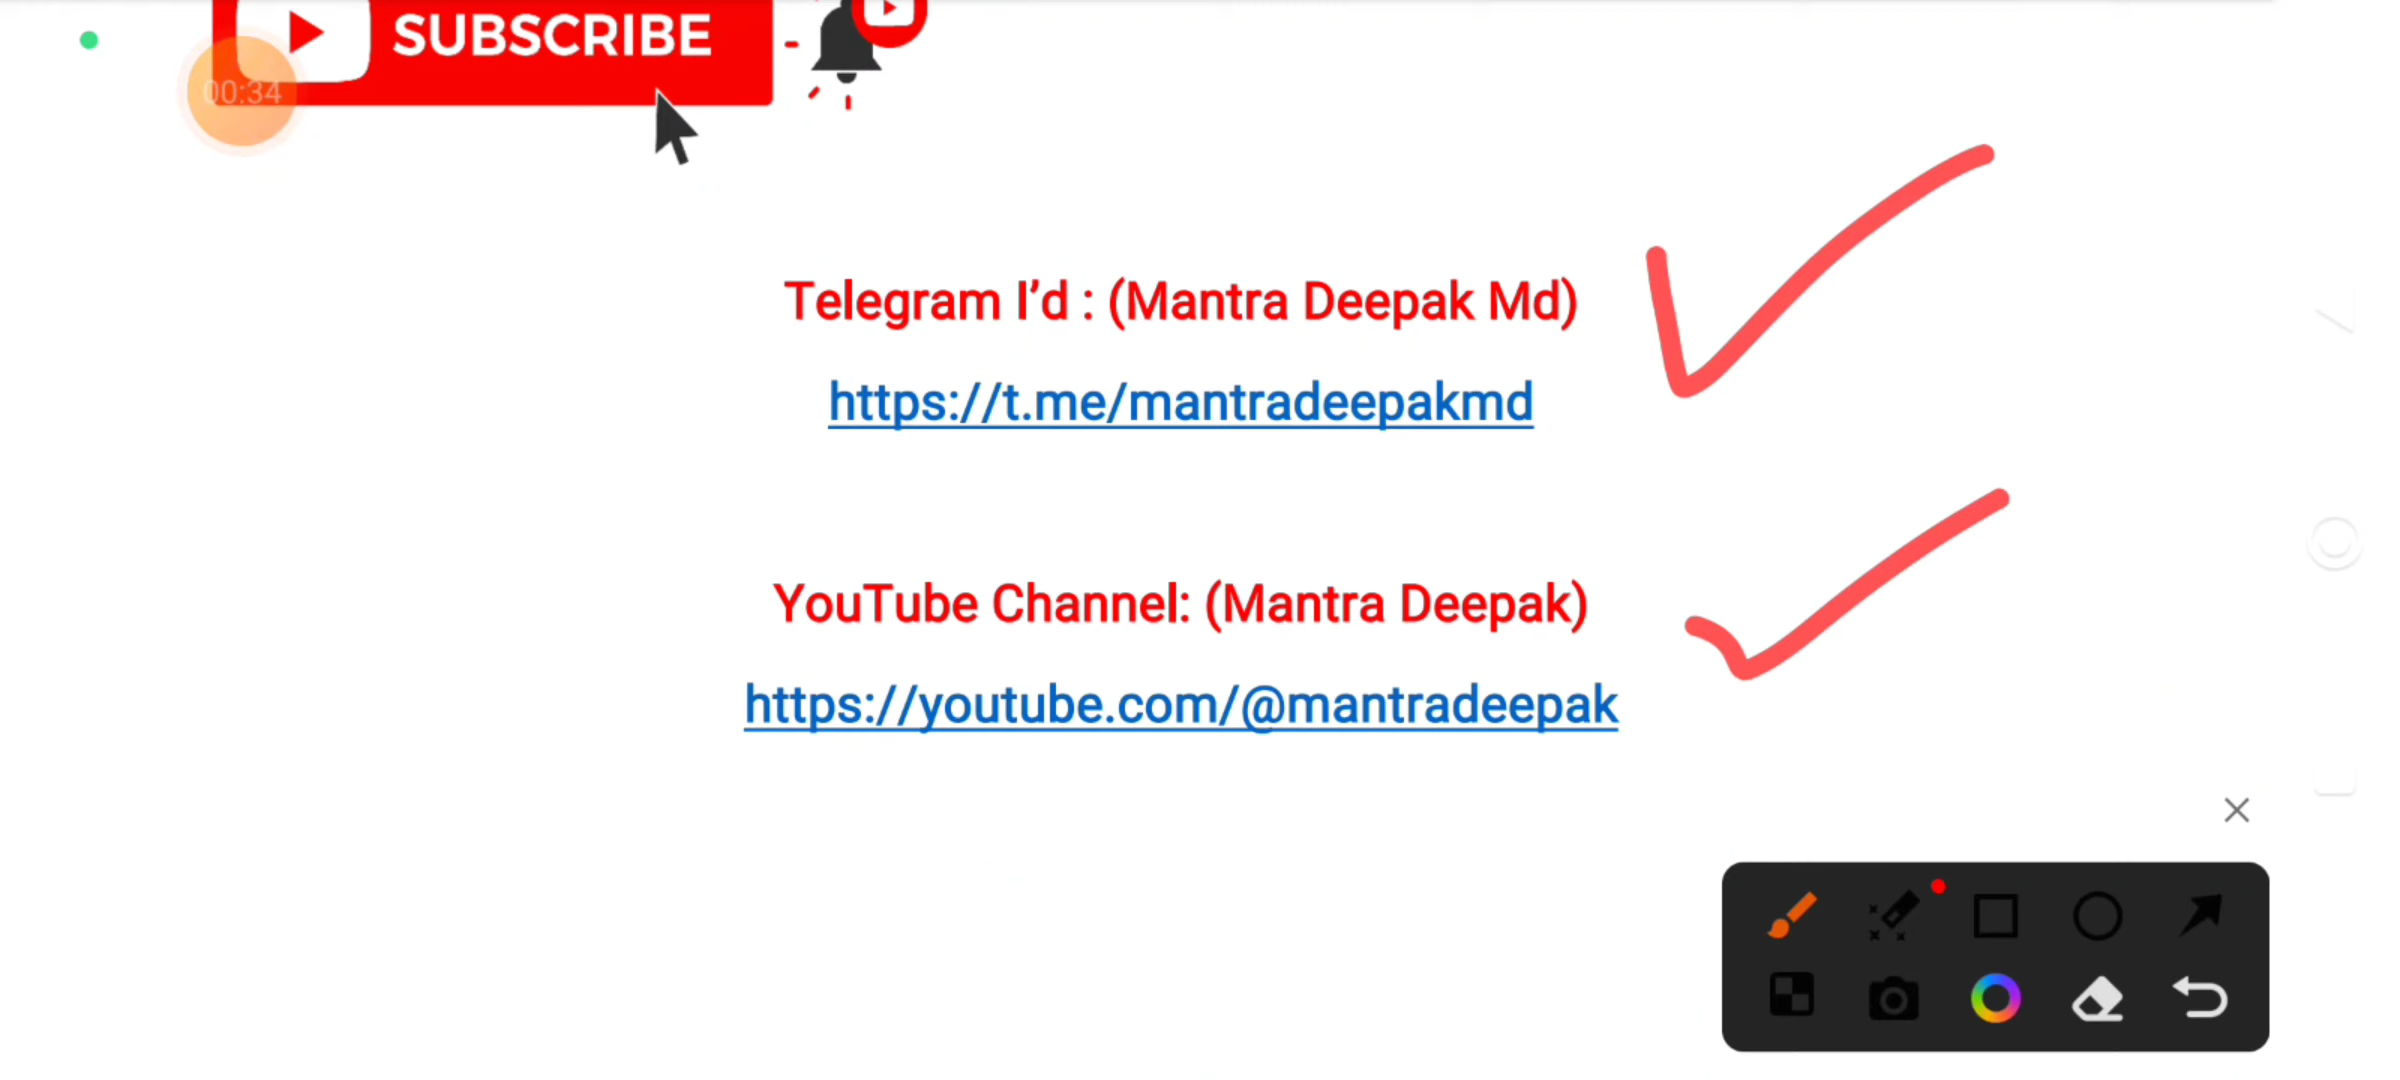 SUBSCRIBE
00:34
Telegram I’d : (Mantra Deepak Md)
https://t.me/mantradeepakmd
YouTube Channel: (Mantra Deepak)
https://youtube.com/@mantradeepak